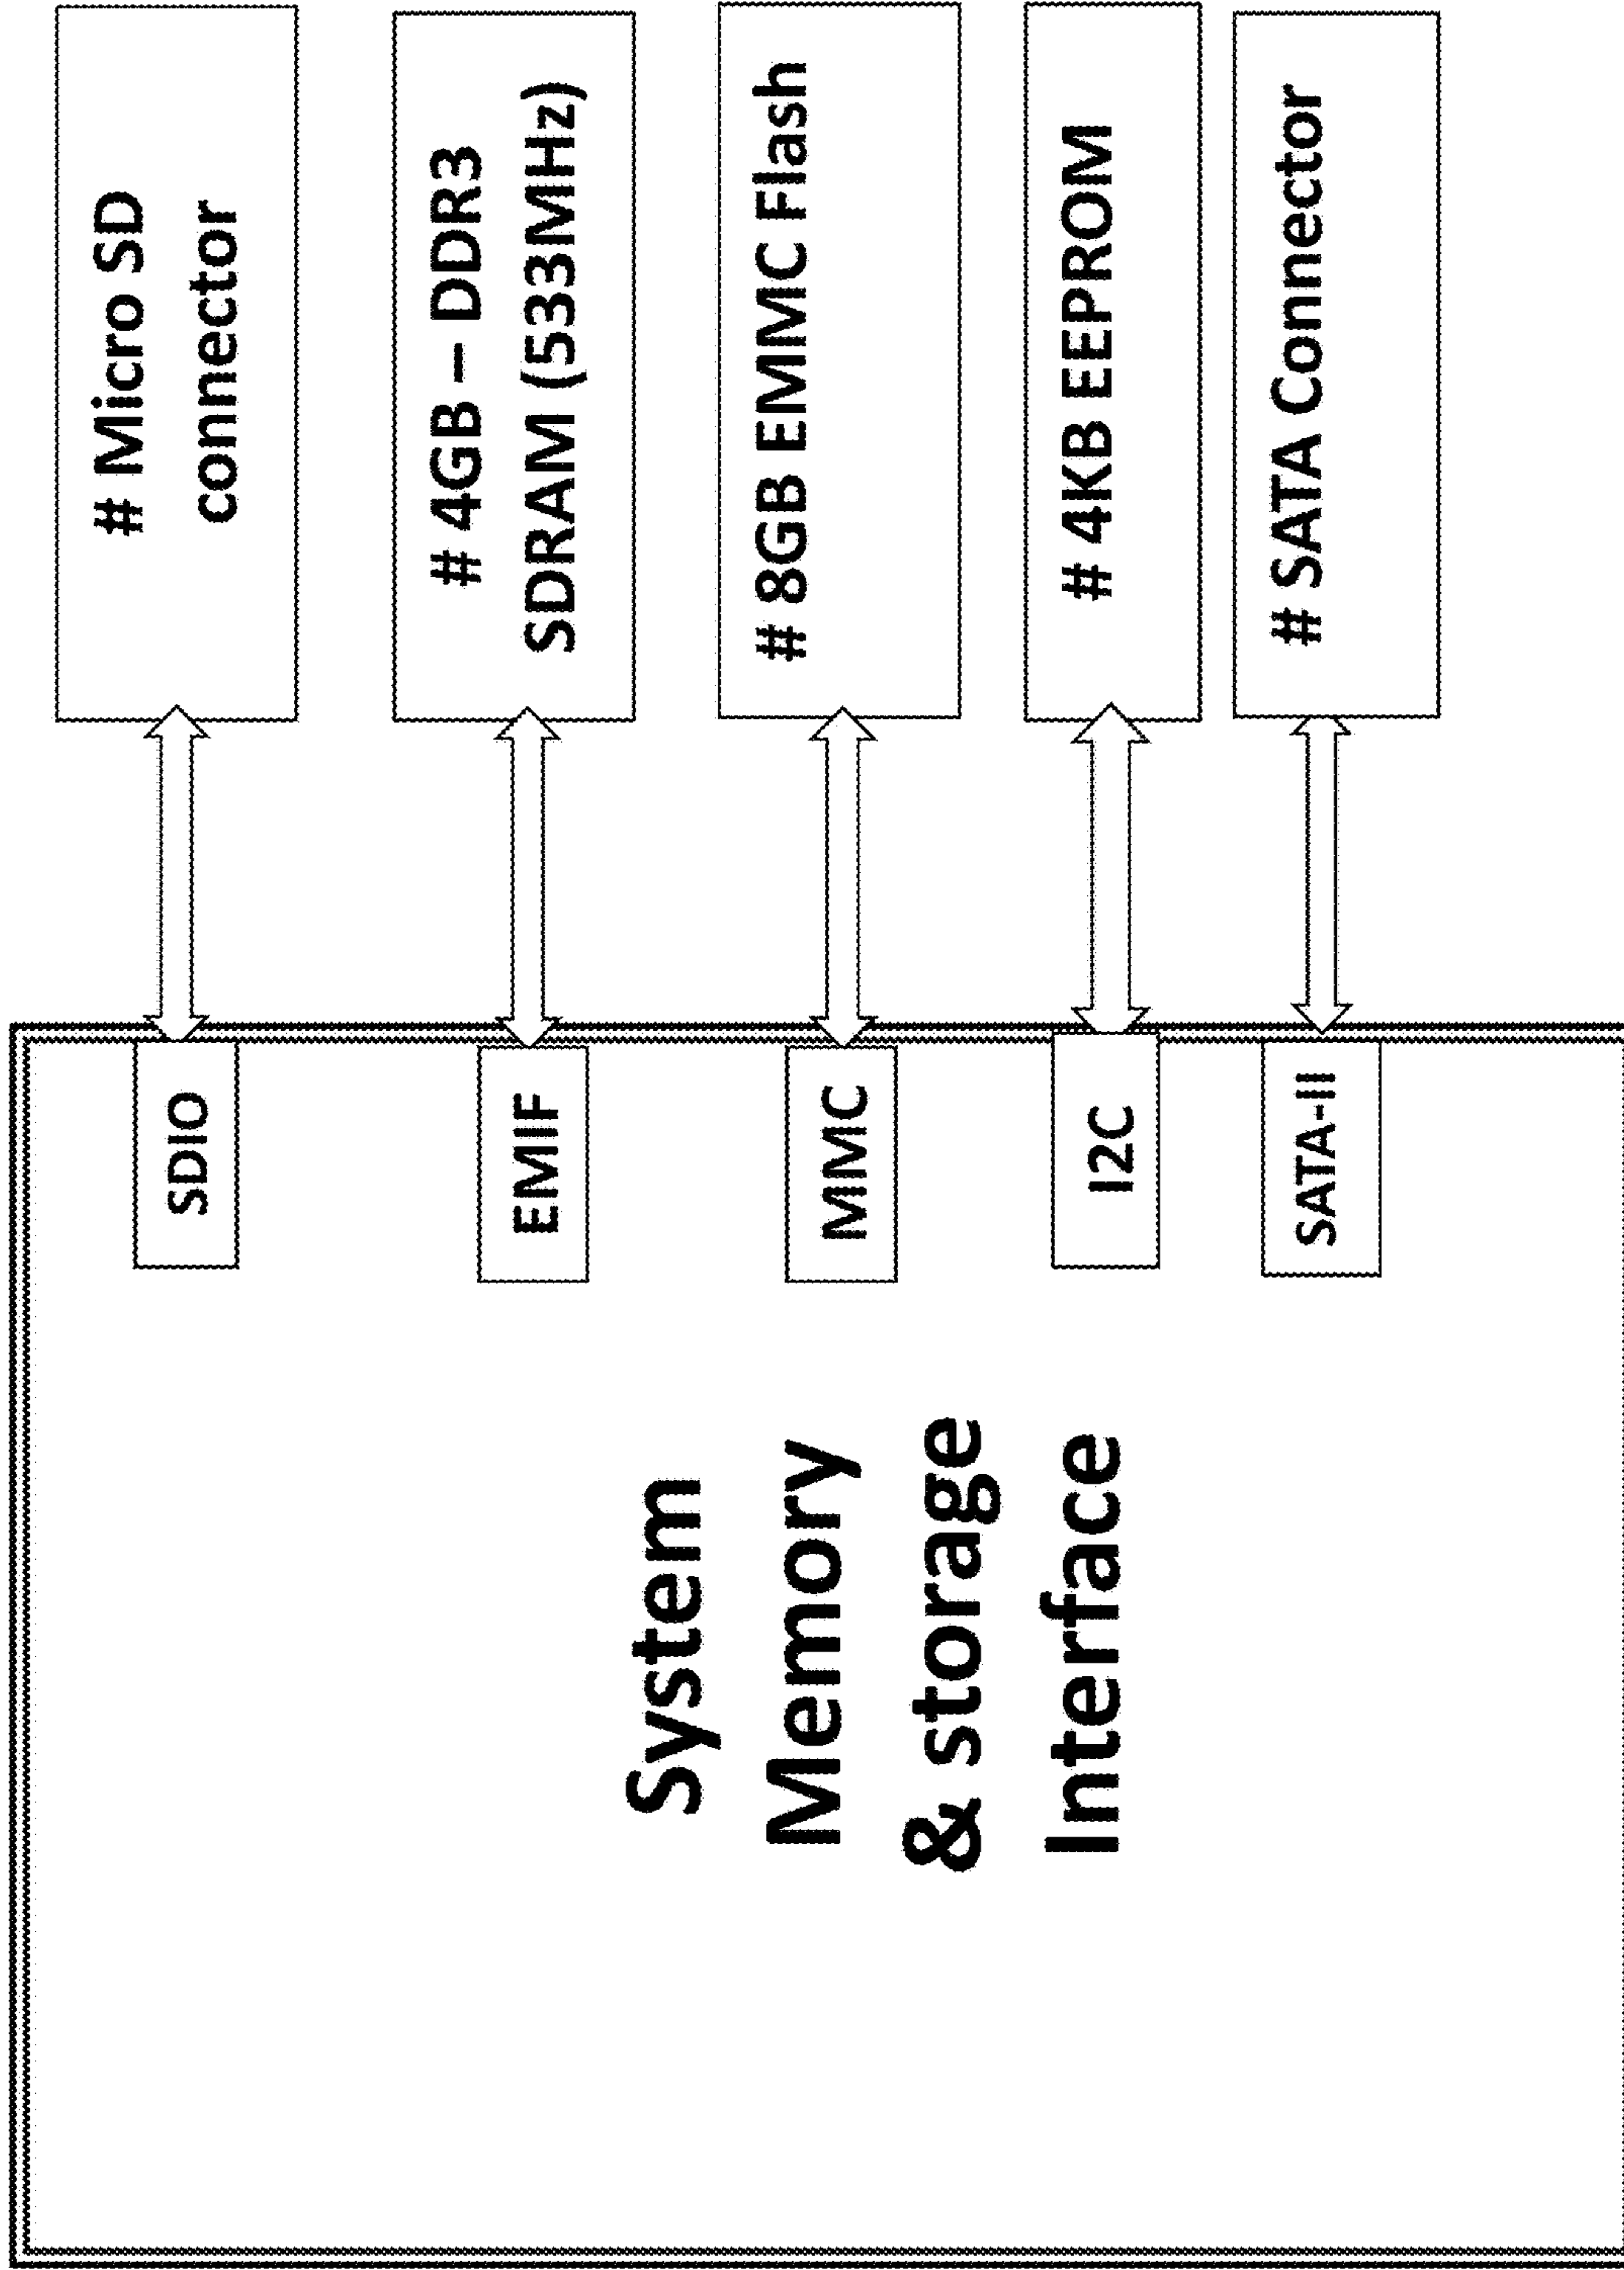 # Micro SD
connector
# 4GB – DDR3
SDRAM (533MHz)
# 8GB EMMC Flash
# 4KB EEPROM
# SATA Connector
SDIO
EMIF
MMC
I2C
SATA-II
System
Memory
& storage
Interface